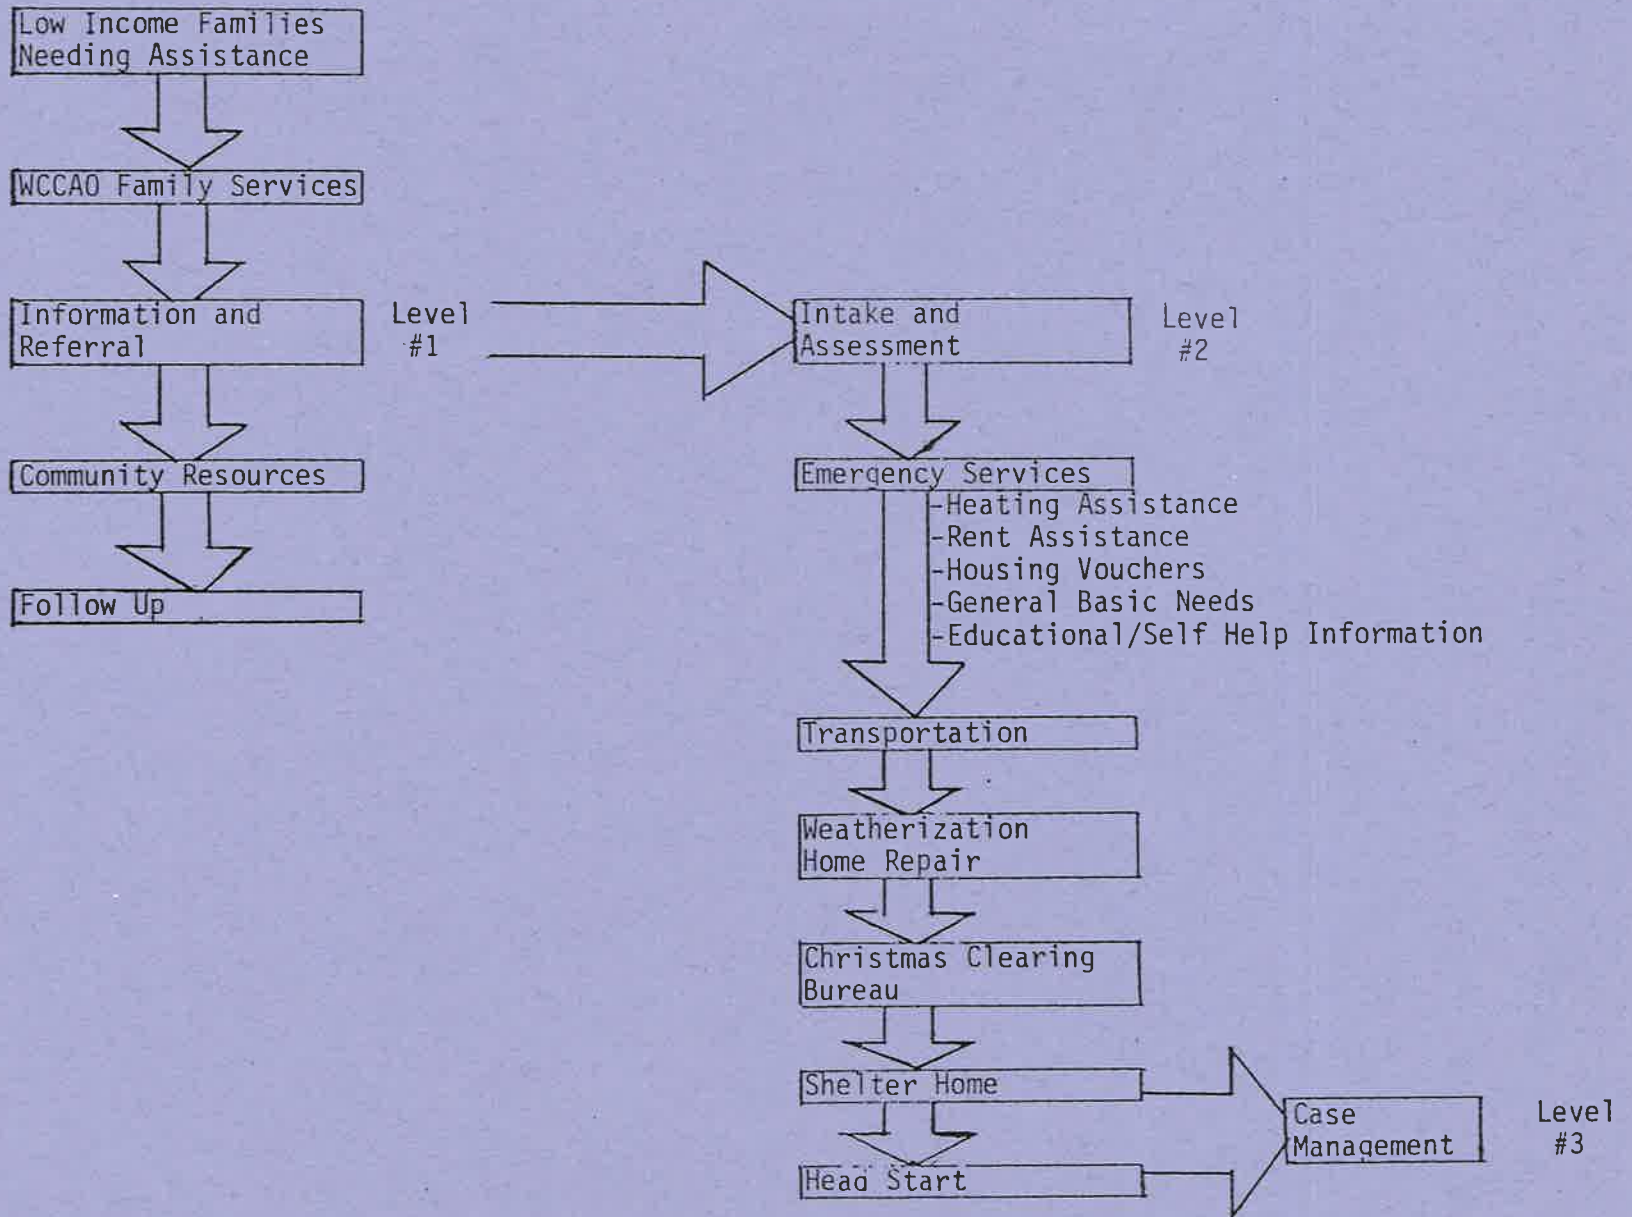 Low Income Families
Needing Assistance
WCCAO Family Services
Information and
Referral
Level
#1
Community Resources
Follow Up
Intake and
Assessment
Level
#2
Emergency Services
-Heating Assistance
-Rent Assistance
-Housing Vouchers
-General Basic Needs
-Educational/Self Help Information
Transportation
Weatherization
Home Repair
Christmas Clearing
Bureau
Shelter Home
Head Start
Case
Management
Level
#3